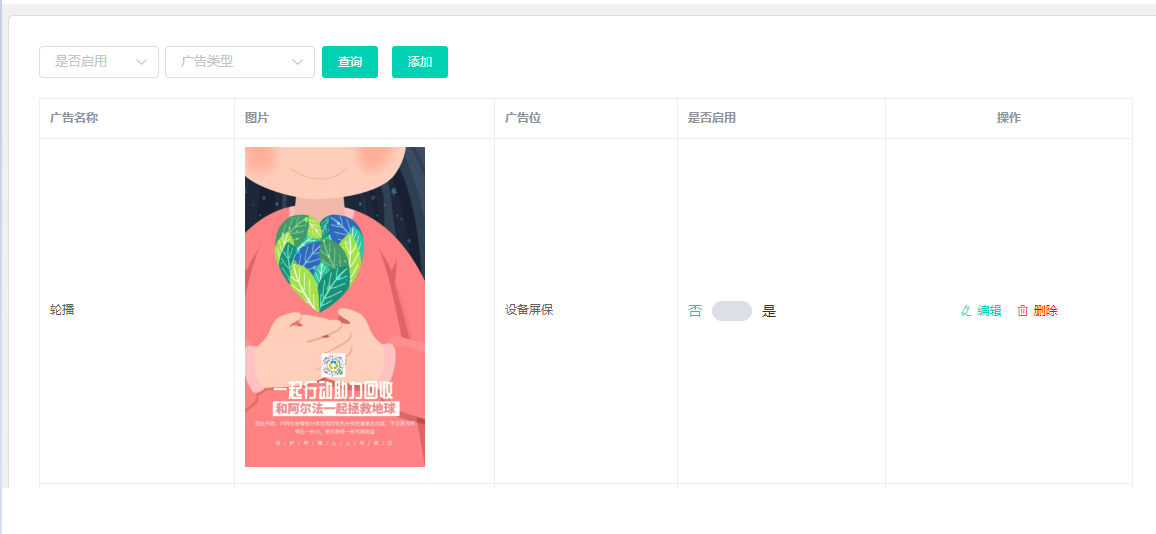 是否启用 广告类型 查询 添加
广告名称 图片 广告位 是否启用 操作
轮播 设备屏保 否 是 编辑 删除
一起行动助力回收
和阿尔法一起拯救地球